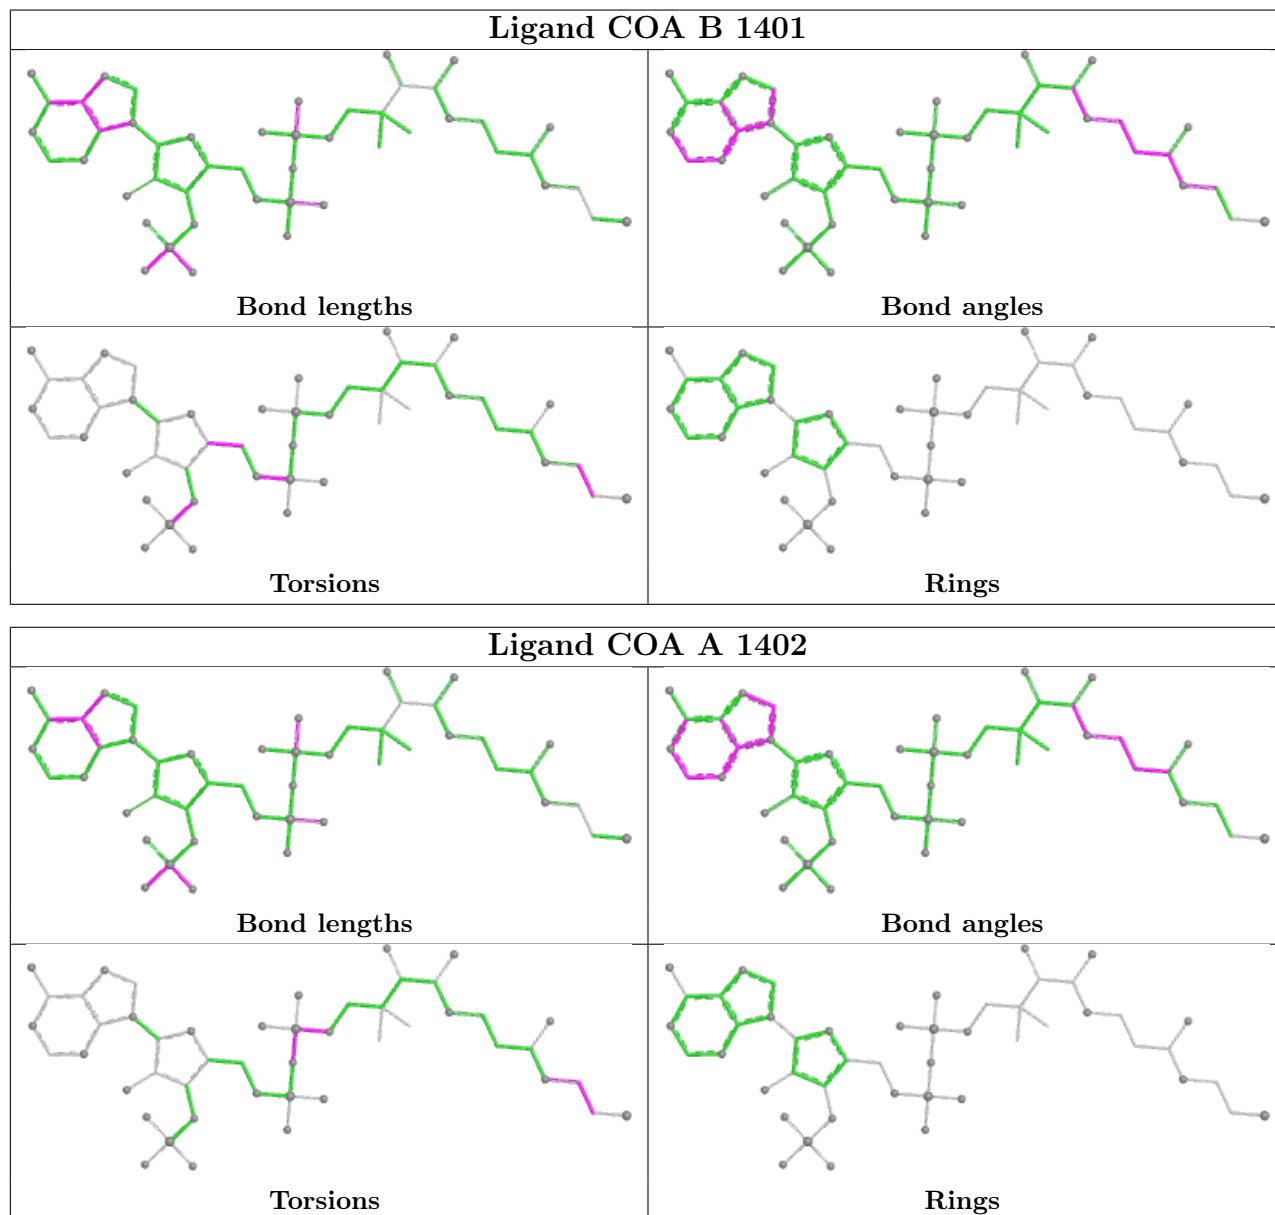 Ligand COA B 1401
Bond lengths
Bond angles
Torsions
Rings
Ligand COA A 1402
Bond lengths
Bond angles
Torsions
Rings